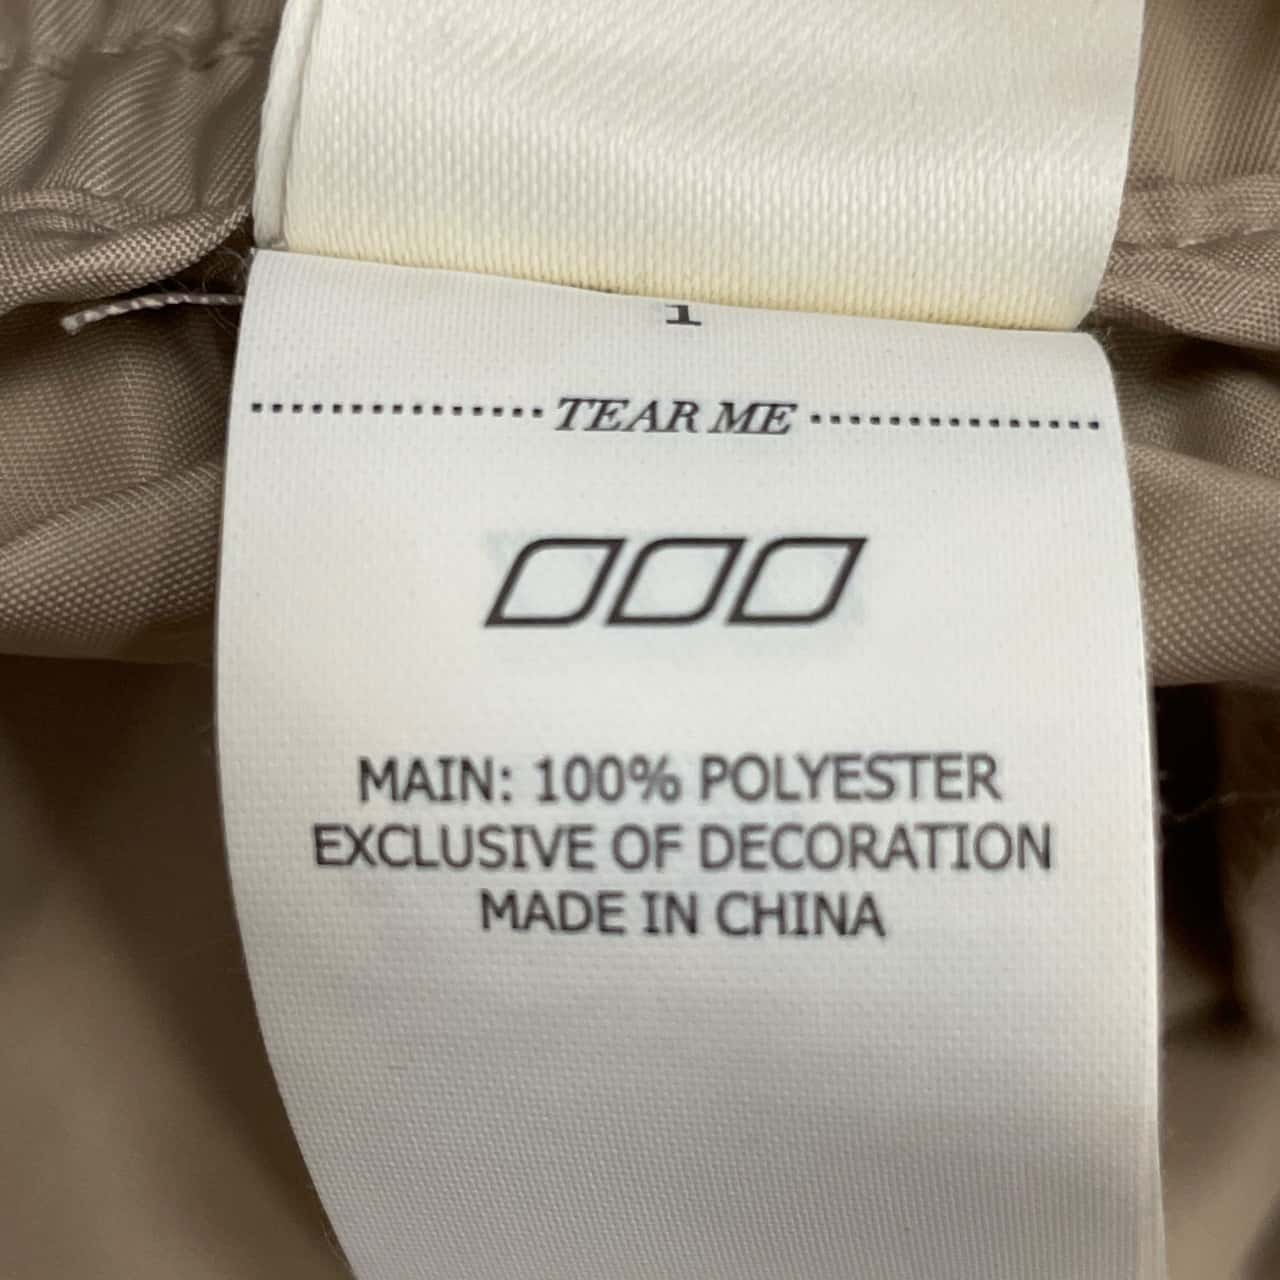 1
TEAR ME
MAIN: 100% POLYESTER
EXCLUSIVE OF DECORATION
MADE IN CHINA